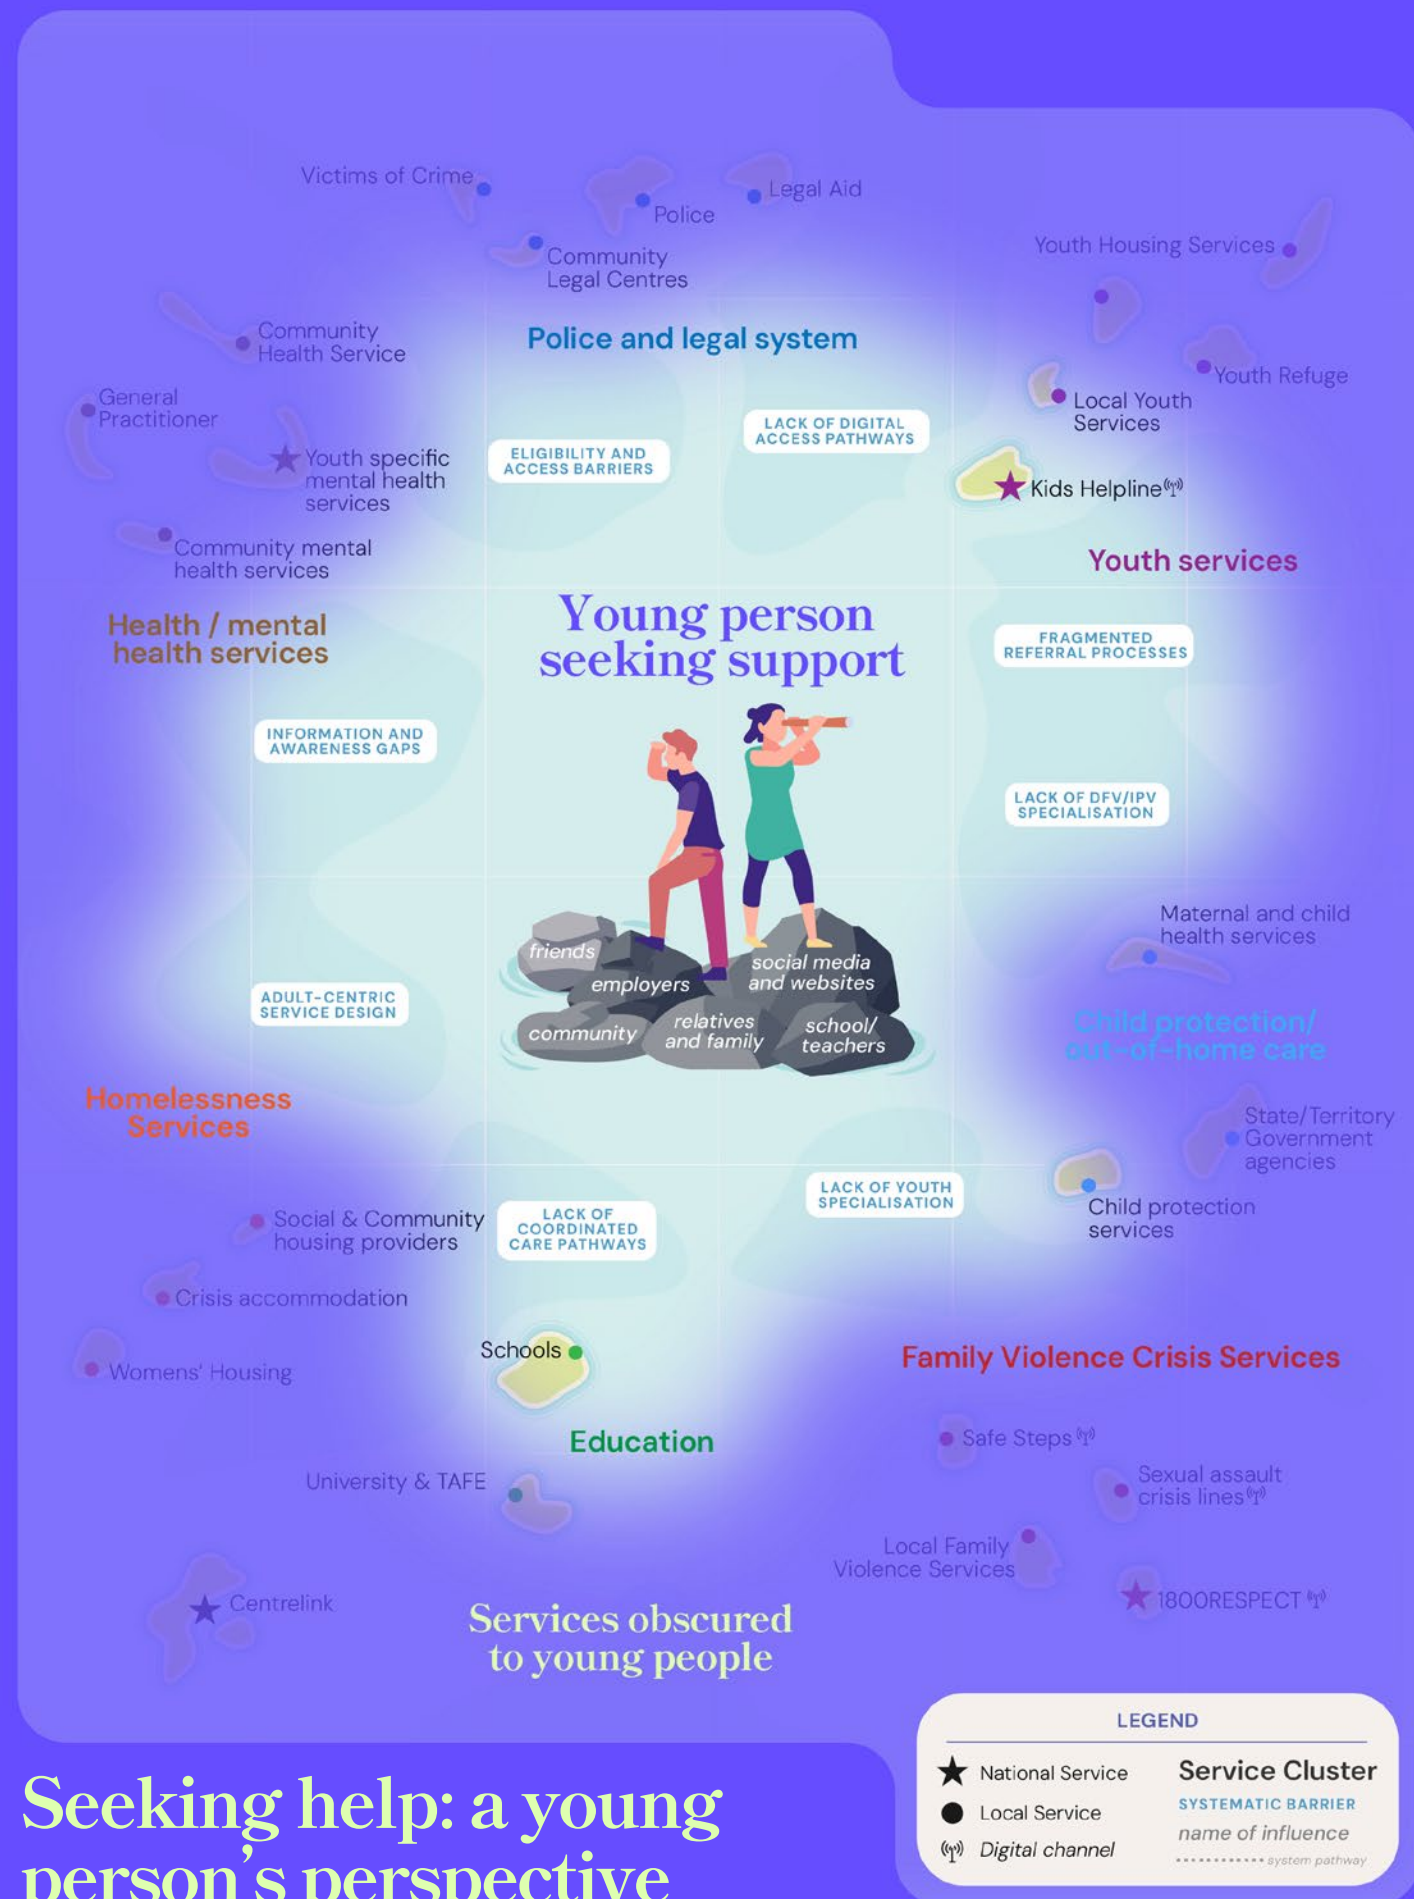 Victims of Crime
Police
Legal Aid
Community
Legal Centres
Youth Housing Services
Community
Health Service
Police and legal system
General
Practitioner
Youth Refuge
Local Youth
Services
Youth specific
mental health
services
ELIGIBILITY AND
ACCESS BARRIERS
LACK OF DIGITAL
ACCESS PATHWAYS
Kids Helpline
Community mental
health services
Youth services
Health / mental
health services
Young person
seeking support
FRAGMENTED
REFERRAL PROCESSES
INFORMATION AND
AWARENESS GAPS
LACK OF DFV/IPV
SPECIALISATION
friends
employers
social media
and websites
community
relatives
and family
school/
teachers
Maternal and child
health services
ADULT-CENTRIC
SERVICE DESIGN
Child protection/
out-of-home care
Homelessness
Services
State/Territory
Government
agencies
LACK OF YOUTH
SPECIALISATION
Child protection
services
Social & Community
housing providers
LACK OF
COORDINATED
CARE PATHWAYS
Crisis accommodation
Womens' Housing
Schools
Family Violence Crisis Services
Education
Safe Steps
University & TAFE
Sexual assault
crisis lines
Local Family
Violence Services
Centrelink
1800RESPECT
Services obscured
to young people
LEGEND
National Service
Local Service
Digital channel
Service Cluster
SYSTEMATIC BARRIER
name of influence
system pathway
Seeking help: a young
person's perspective